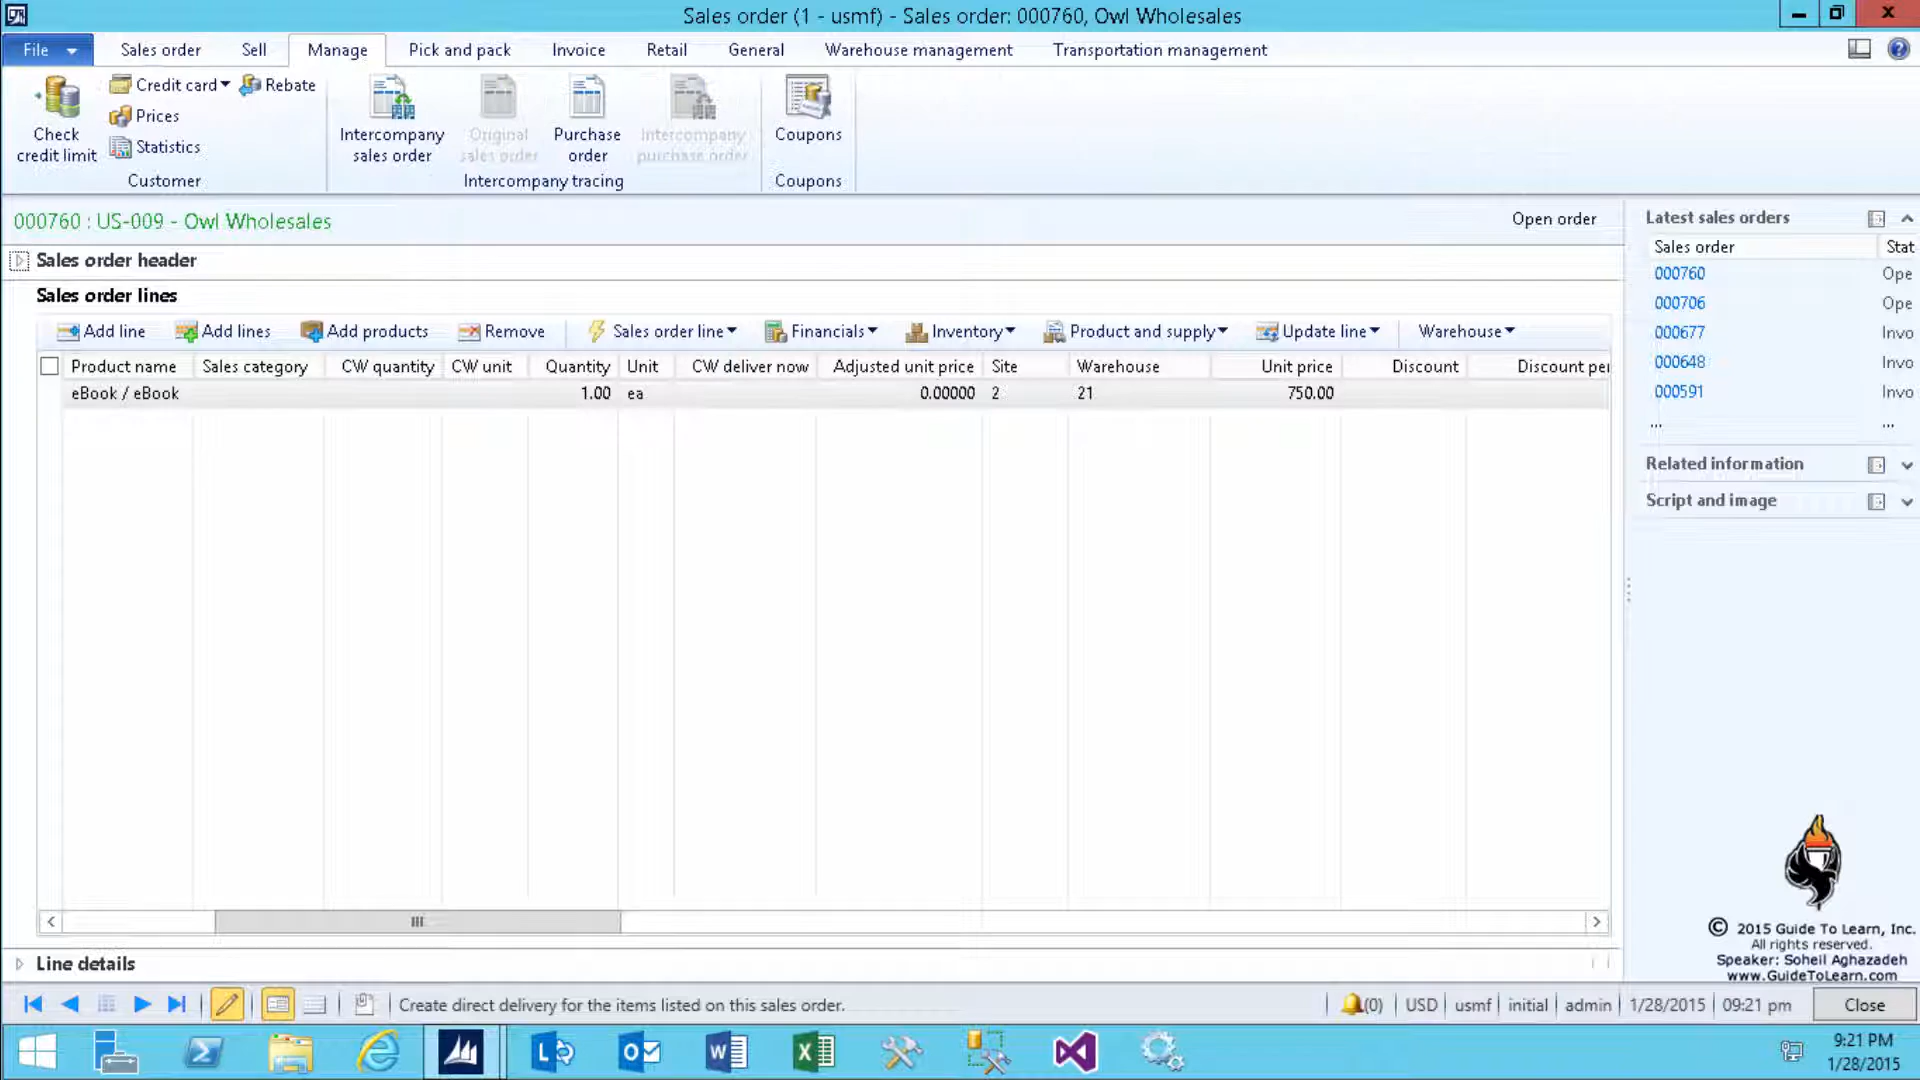 Sales order (1 - usmf) - Sales order: 000760, Owl Wholesales
File Sales order Sell Manage Pick and pack Invoice Retail General Warehouse management Transportation management
Check credit limit
Credit card Rebate
Prices
Statistics
Customer
Intercompany sales order
Original sales order
Purchase order
Intercompany purchase order
Intercompany tracing
Coupons
Coupons
000760 : US-009 - Owl Wholesales
Open order
Sales order header
Sales order lines
Add line Add lines Add products Remove Sales order line Financials Inventory Product and supply Update line Warehouse
Product name Sales category CW quantity CW unit Quantity Unit CW deliver now Adjusted unit price Site Warehouse Unit price Discount Discount per
eBook / eBook 1.00 ea 0.00000 2 21 750.00
Line details
Latest sales orders
Sales order Stat
000760 Ope
000706 Ope
000677 Invo
000648 Invo
000591 Invo
... ...
Related information
Script and image
© 2015 Guide To Learn, Inc.
All rights reserved.
Speaker: Soheil Aghazadeh
www.GuideToLearn.com
Create direct delivery for the items listed on this sales order.
(0) USD usmf initial admin 1/28/2015 09:21 pm Close
9:21 PM
1/28/2015